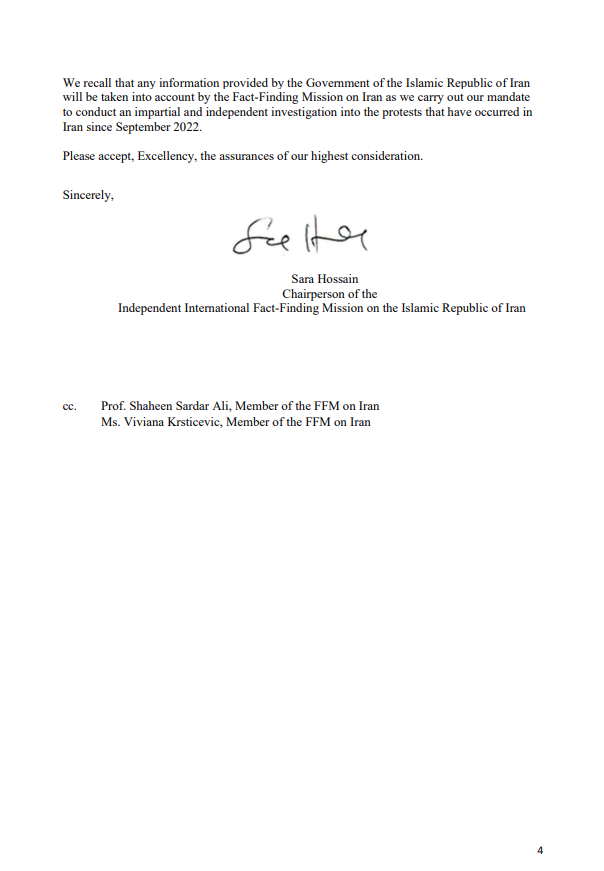 We recall that any information provided by the Government of the Islamic Republic of Iran
will be taken into account by the Fact-Finding Mission on Iran as we carry out our mandate
to conduct an impartial and independent investigation into the protests that have occurred in
Iran since September 2022.
Please accept, Excellency, the assurances of our highest consideration.
Sincerely,
Sara Hossain
Chairperson of the
Independent International Fact-Finding Mission on the Islamic Republic of Iran
cc. Prof. Shaheen Sardar Ali, Member of the FFM on Iran
Ms. Viviana Krsticevic, Member of the FFM on Iran
4